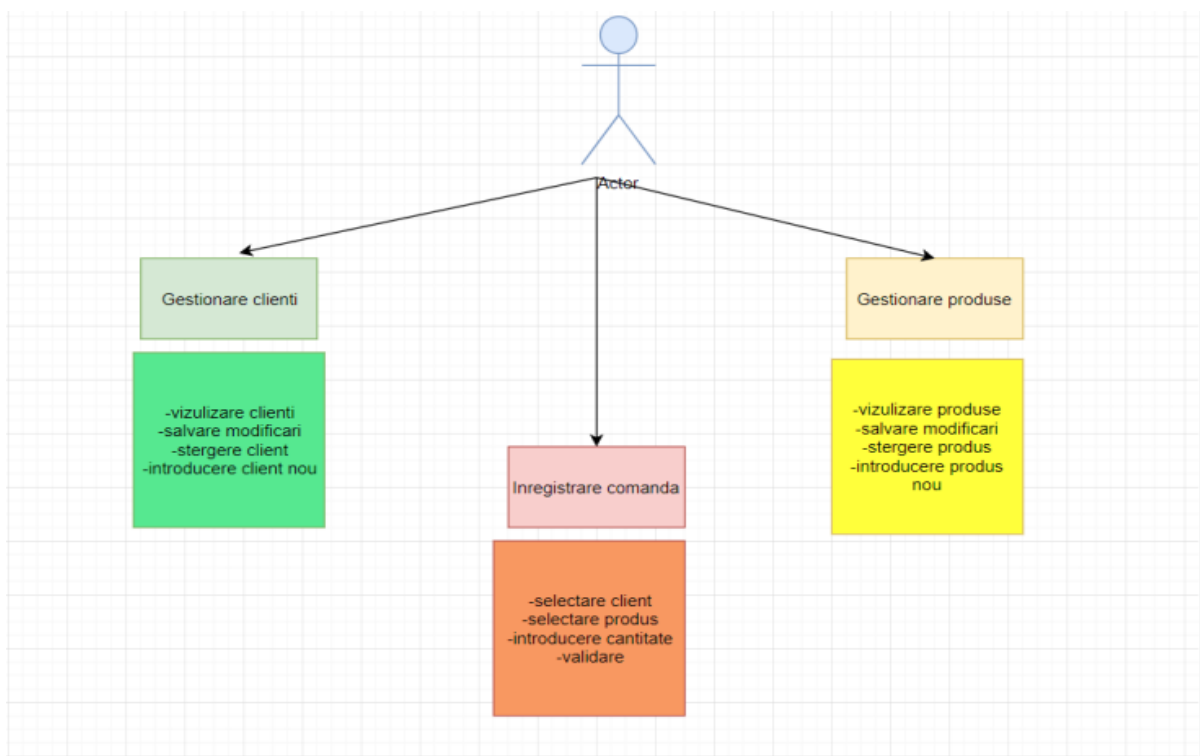 Actor
Gestionare clienti
-vizulizare clienti
-salvare modificari
-stergere client
-introducere client nou
Inregistrare comanda
-selectare client
-selectare produs
-introducere cantitate
-validare
Gestionare produse
-vizulizare produse
-salvare modificari
-stergere produs
-introducere produs
nou